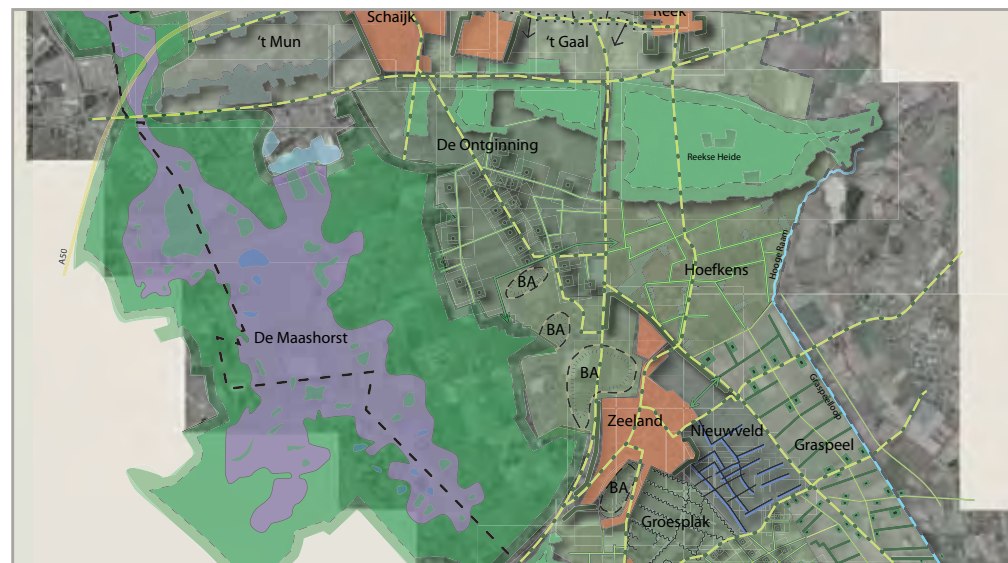 Schaijk
Reek
't Mun
't Gaal
De Ontginning
Reekse Heide
A50
Hooge Raam
Hoefkens
BA
BA
De Maashorst
BA
Graspeelloop
Zeeland
Nieuwveld
Graspeel
BA
Groesplak